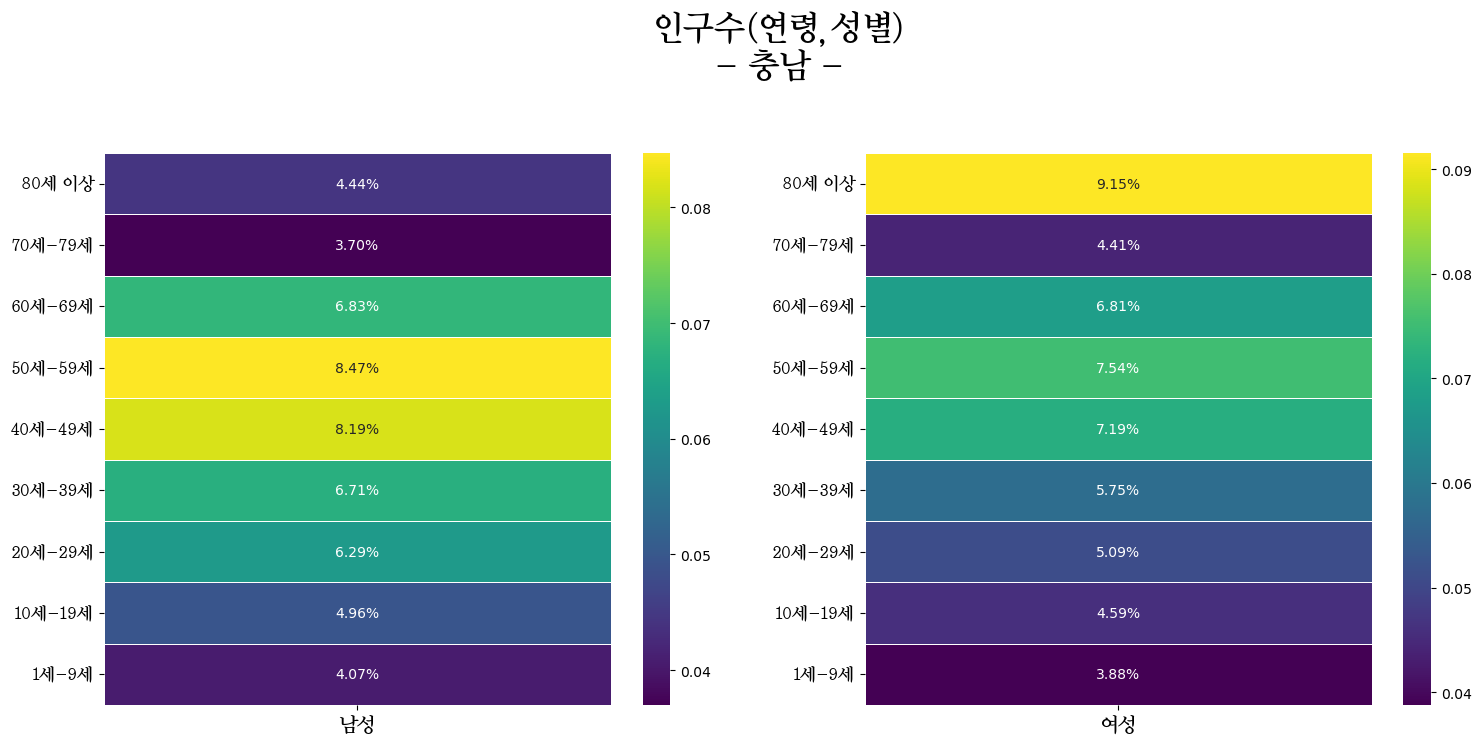 인구수(연령, 성별)
- 충남 -
80세 이상
4.44%
70세-79세
3.70%
60세-69세
6.83%
50세-59세
8.47%
40세-49세
8.19%
30세-39세
6.71%
20세-29세
6.29%
10세-19세
4.96%
1세-9세
4.07%
남성
0.08
0.07
0.06
0.05
0.04
80세 이상
9.15%
70세-79세
4.41%
60세-69세
6.81%
50세-59세
7.54%
40세-49세
7.19%
30세-39세
5.75%
20세-29세
5.09%
10세-19세
4.59%
1세-9세
3.88%
여성
0.09
0.08
0.07
0.06
0.05
0.04